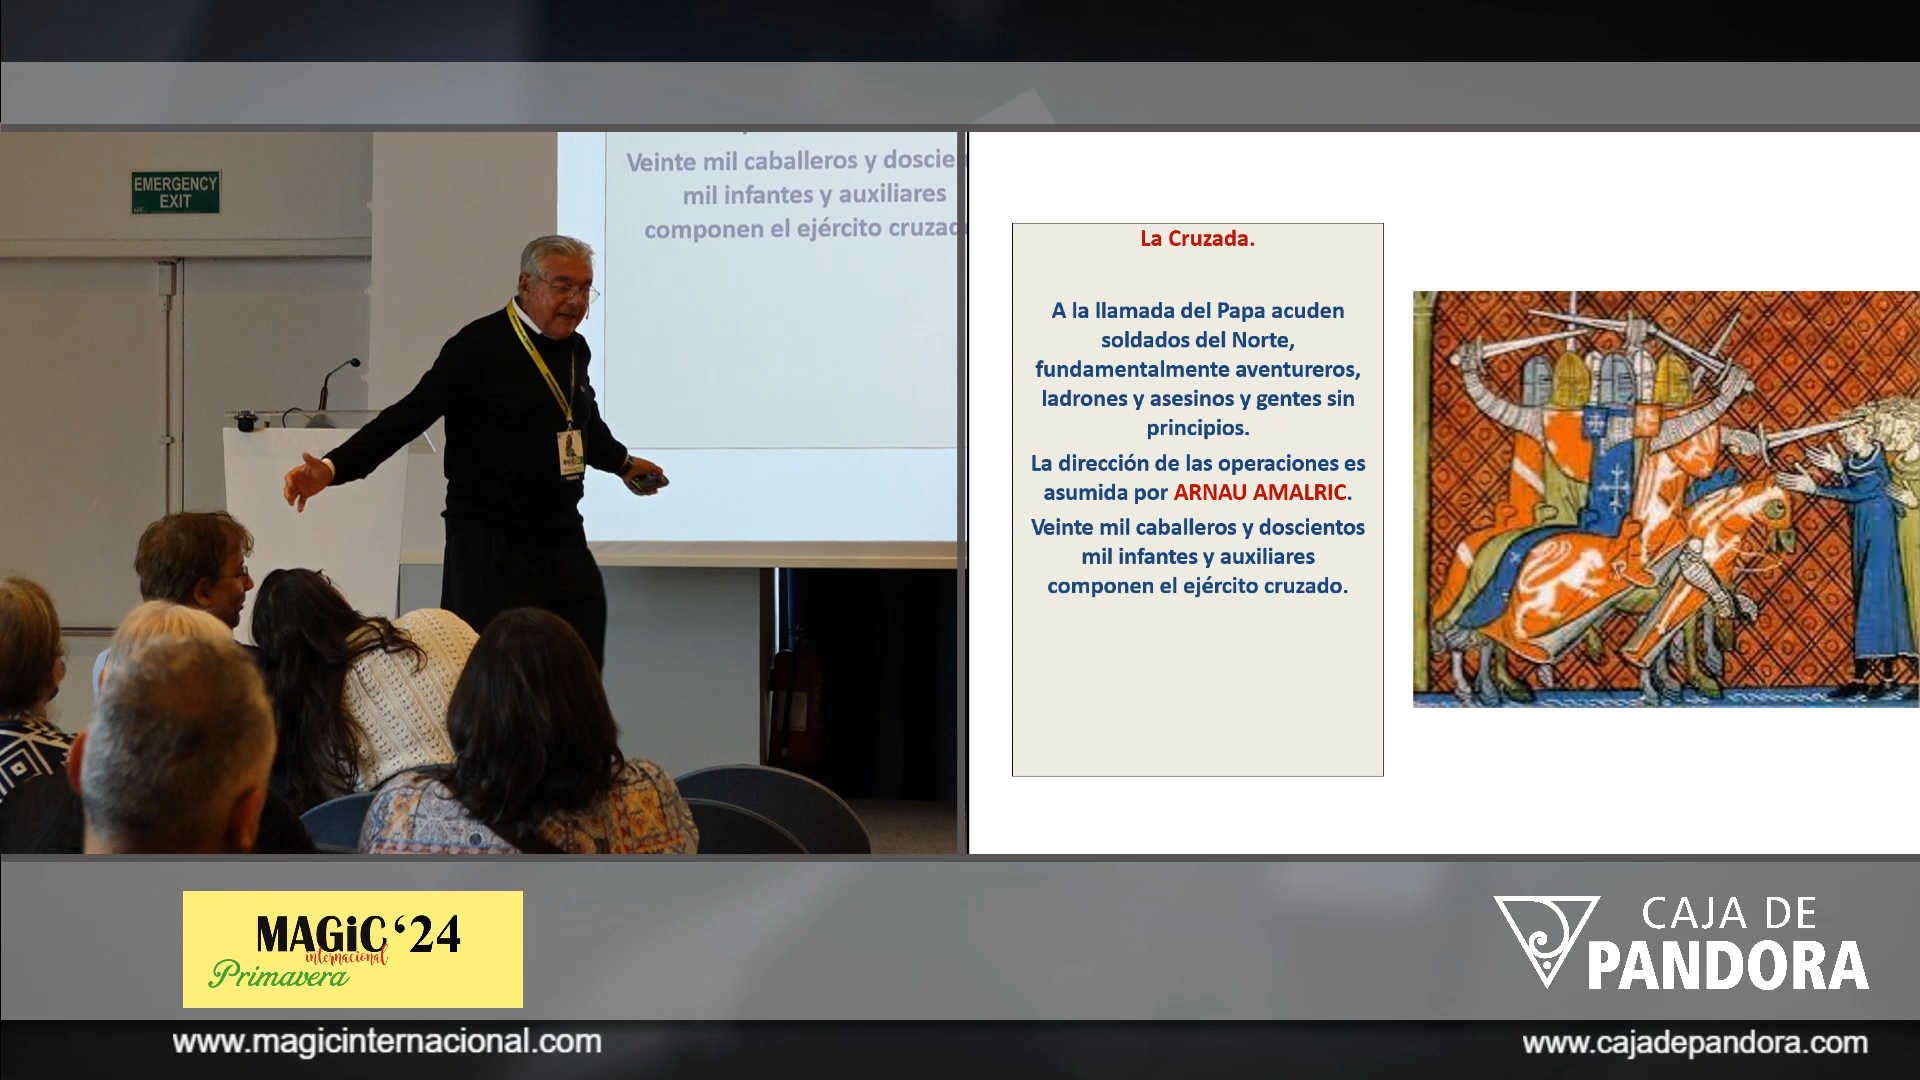 EMERGENCY
EXIT
Veinte mil caballeros y
mil infantes y auxiliares
componen el ejército
La Cruzada.
A la llamada del Papa acuden
soldados del Norte,
fundamentalmente aventureros,
ladrones y asesinos y gentes sin
principios.
La dirección de las operaciones es
asumida por ARNAU AMALRIC.
Veinte mil caballeros y doscientos
mil infantes y auxiliares
componen el ejército cruzado.
MAGiC '24
internacional
Primavera
CAJA DE
PANDORA
www.magicinternacional.com
www.cajadepandora.com